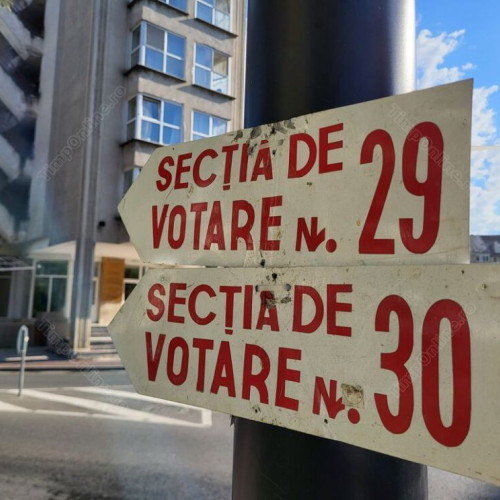 SECȚIA DE
VOTARE Nr. 29
SECȚIA DE
VOTARE Nr. 30